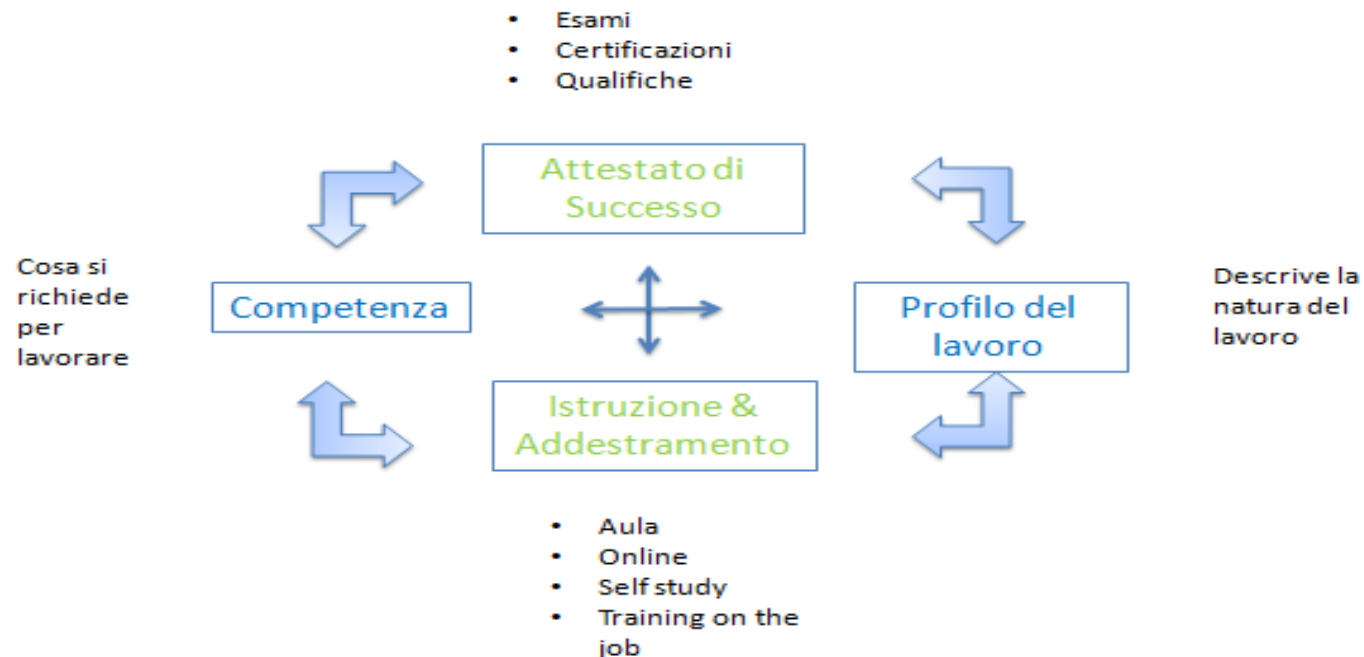 • Esami
• Certificazioni
• Qualifiche
Attestato di
Successo
Cosa si
richiede
per
lavorare
Competenza
Profilo del
lavoro
Descrive la
natura del
lavoro
Istruzione &
Addestramento
• Aula
• Online
• Self study
• Training on the
job